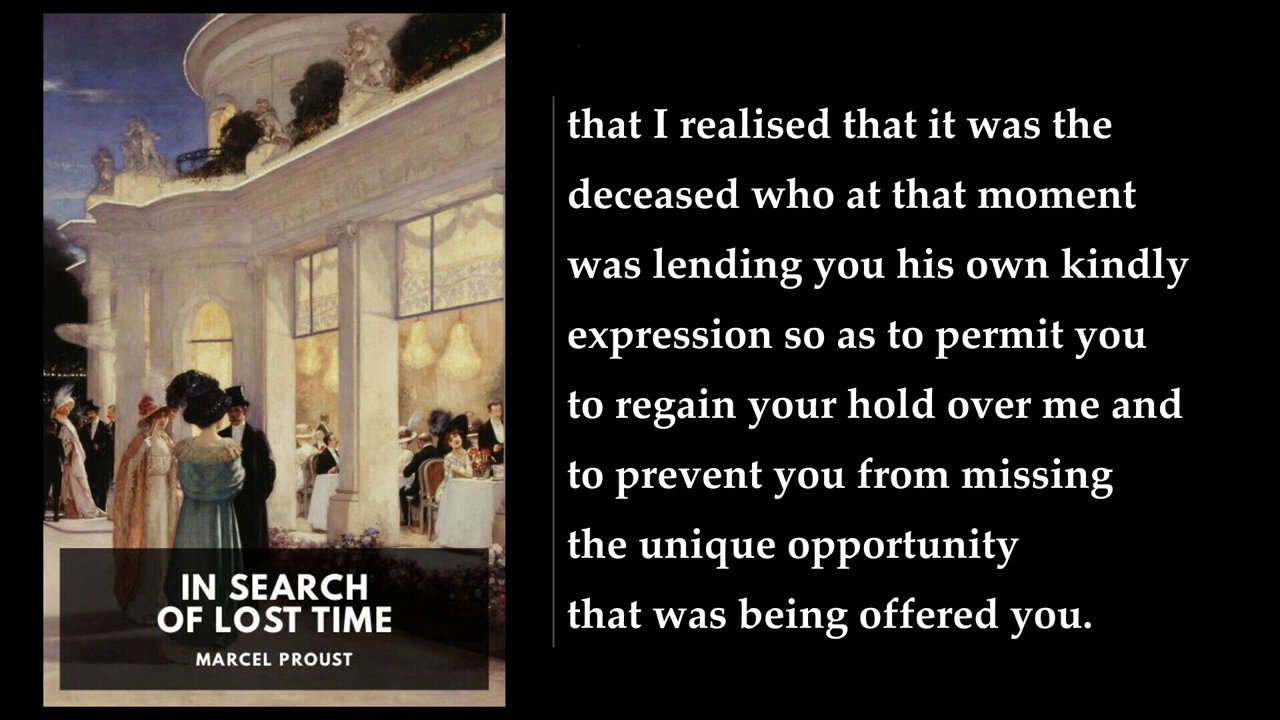 IN SEARCH
OF LOST TIME
MARCEL PROUST
that I realised that it was the
deceased who at that moment
was lending you his own kindly
expression so as to permit you
to regain your hold over me and
to prevent you from missing
the unique opportunity
that was being offered you.